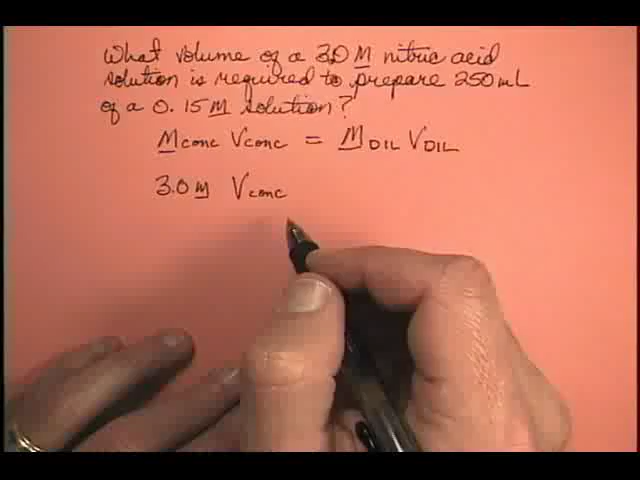 What volume of a 3.0 M nitric acid
solution is required to prepare 250 mL
of a 0.15 M solution?
Mconc Vconc = MDIL VDIL
3.0 M Vconc